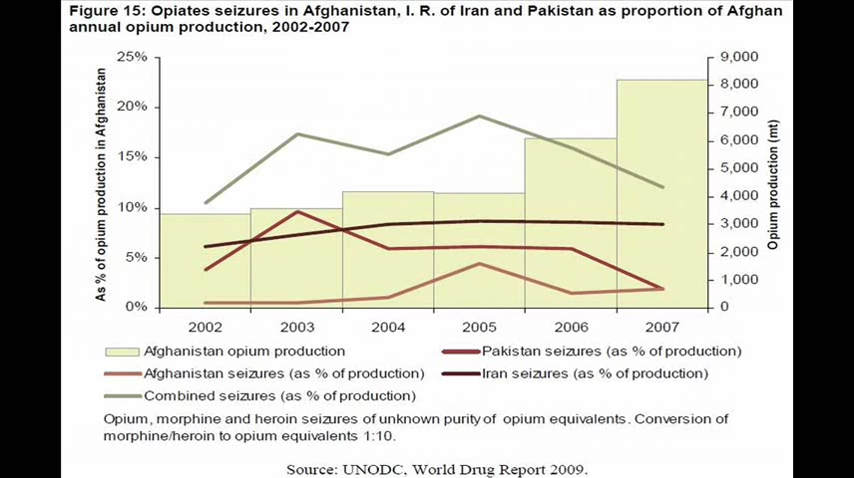 Figure 15: Opiates seizures in Afghanistan, I. R. of Iran and Pakistan as proportion of Afghan
annual opium production, 2002-2007
As % of opium production in Afghanistan
25%
20%
15%
10%
5%
0%
9,000
8,000
7,000
6,000
5,000
4,000
3,000
2,000
1,000
0
Opium production (mt)
2002 2003 2004 2005 2006 2007
Afghanistan opium production
Pakistan seizures (as % of production)
Afghanistan seizures (as % of production)
Iran seizures (as % of production)
Combined seizures (as % of production)
Opium, morphine and heroin seizures of unknown purity of opium equivalents. Conversion of
morphine/heroin to opium equivalents 1:10.
Source: UNODC, World Drug Report 2009.